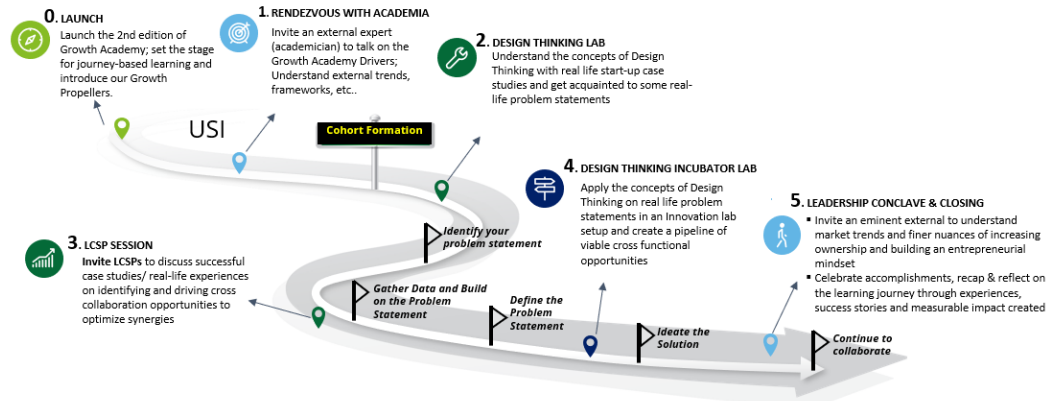 0. LAUNCH
Launch the 2nd edition of
Growth Academy; set the stage
for journey-based learning and
introduce our Growth
Propellers.
1. RENDEZVOUS WITH ACADEMIA
Invite an external expert
(academician) to talk on the
Growth Academy Drivers;
Understand external trends,
frameworks, etc..
2. DESIGN THINKING LAB
Understand the concepts of Design
Thinking with real life start-up case
studies and get acquainted to some real-
life problem statements
USI
Cohort Formation
3. LCSP SESSION
Invite LCSPs to discuss successful
case studies/ real-life experiences
on identifying and driving cross
collaboration opportunities to
optimize synergies
4. DESIGN THINKING INCUBATOR LAB
Apply the concepts of Design
Thinking on real life problem
statements in an Innovation lab
setup and create a pipeline of
viable cross functional
opportunities
5. LEADERSHIP CONCLAVE & CLOSING
▪ Invite an eminent external to understand
market trends and finer nuances of increasing
ownership and building an entrepreneurial
mindset
▪ Celebrate accomplishments, recap & reflect on
the learning journey through experiences,
success stories and measurable impact created
Identify your
problem statement
Gather Data and Build
on the Problem
Statement
Define the
Problem
Statement
Ideate the
Solution
Continue to
collaborate